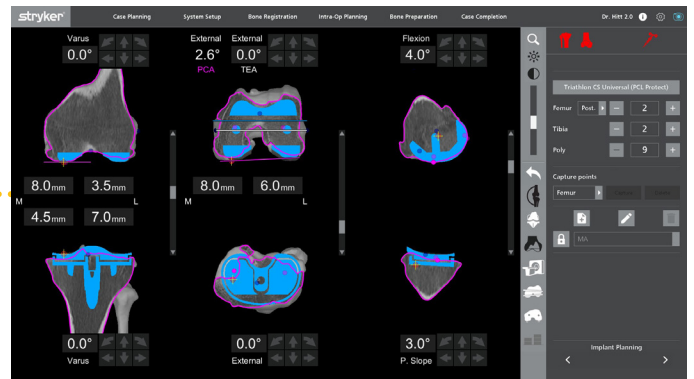 stryker Case Planning System Setup Bone Registration Intra-Op Planning Bone Preparation Case Completion Dr. Hitt 2.0
Varus
0.0°
External External
2.6° 0.0°
PCA TEA
Flexion
4.0°
8.0mm 3.5mm
M L
4.5mm 7.0mm
8.0mm 6.0mm
M L
0.0°
Varus
0.0°
External
3.0°
P. Slope
Triathlon CS Universal (PCL Protect)
Femur Post. − 2 +
Tibia − 2 +
Poly − 9 +
Capture points
Femur
MA
Implant Planning
< >